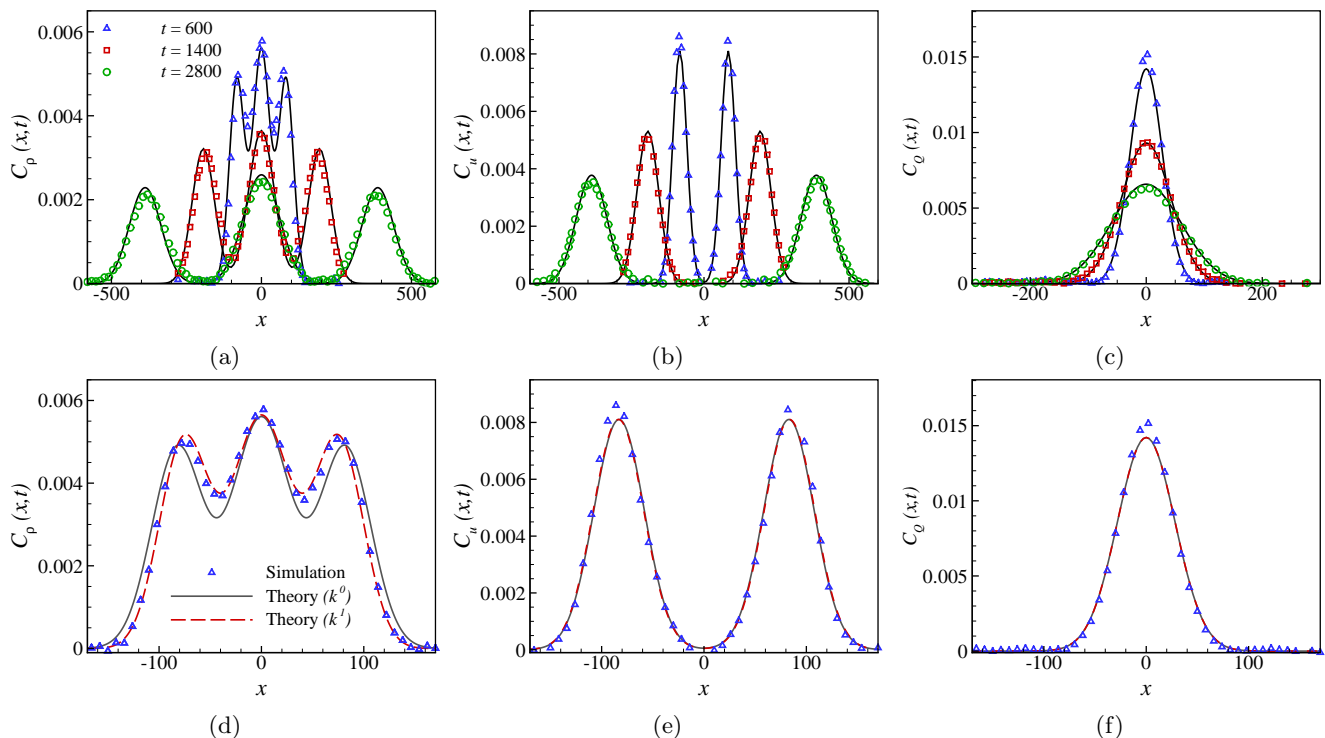 0.006
0.004
0.002
0
C_ρ (x,t)
t = 600
t = 1400
t = 2800
-500
0
500
x
(a)
0.008
0.006
0.004
0.002
0
C_u (x,t)
-500
0
500
x
(b)
0.015
0.01
0.005
0
C_Q (x,t)
-200
0
200
x
(c)
0.006
0.004
0.002
0
C_ρ (x,t)
Simulation
Theory (k^0)
Theory (k^1)
-100
0
100
x
(d)
0.008
0.006
0.004
0.002
0
C_u (x,t)
-100
0
100
x
(e)
0.015
0.01
0.005
0
C_Q (x,t)
-100
0
100
x
(f)